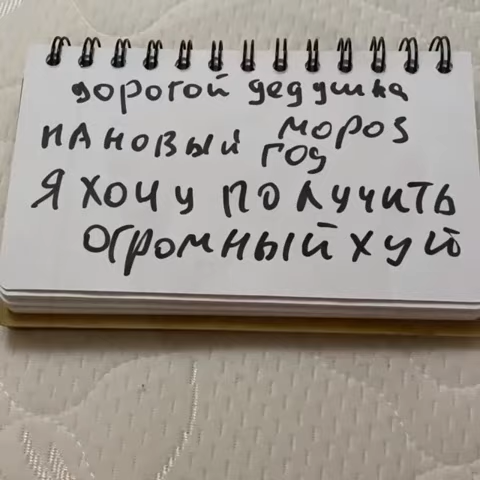 дорогой дедушка
мороз
на новый год
я хочу получить
огромный хуй